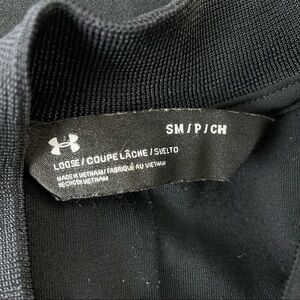 SM / P / CH
LOOSE / COUPE LÂCHE / SUELTO
MADE IN VIETNAM / FABRIQUÉ AU VIETNAM
HECHO EN VIETNAM